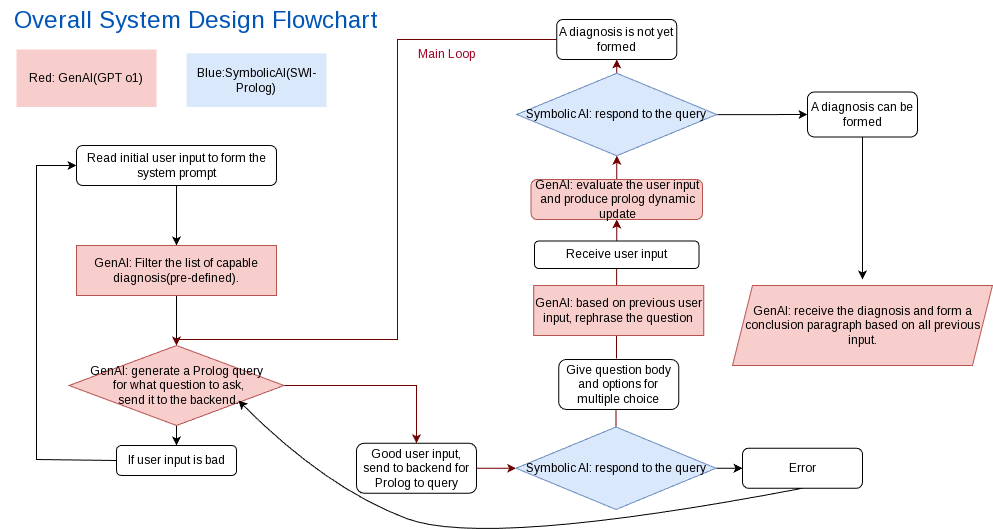 Overall System Design Flowchart
Red: GenAI(GPT o1)
Blue:SymbolicAI(SWI-
Prolog)
Main Loop
A diagnosis is not yet
formed
Symbolic AI: respond to the query
A diagnosis can be
formed
Read initial user input to form the
system prompt
GenAI: evaluate the user input
and produce prolog dynamic
update
Receive user input
GenAI: Filter the list of capable
diagnosis(pre-defined).
GenAI: based on previous user
input, rephrase the question
GenAI: receive the diagnosis and form a
conclusion paragraph based on all previous
input.
GenAI: generate a Prolog query
for what question to ask,
send it to the backend.
Give question body
and options for
multiple choice
If user input is bad
Good user input,
send to backend for
Prolog to query
Symbolic AI: respond to the query
Error